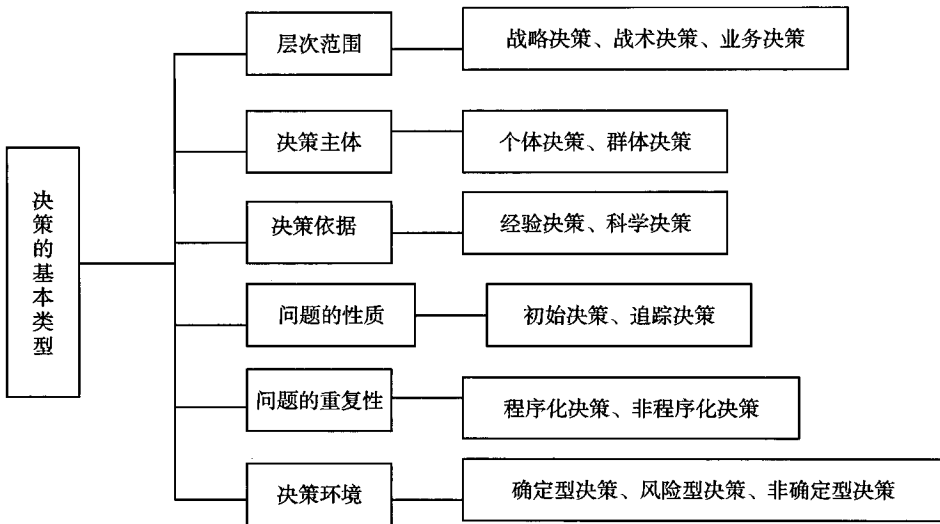 决策的基本类型
层次范围
战略决策、战术决策、业务决策
决策主体
个体决策、群体决策
决策依据
经验决策、科学决策
问题的性质
初始决策、追踪决策
问题的重复性
程序化决策、非程序化决策
决策环境
确定型决策、风险型决策、非确定型决策